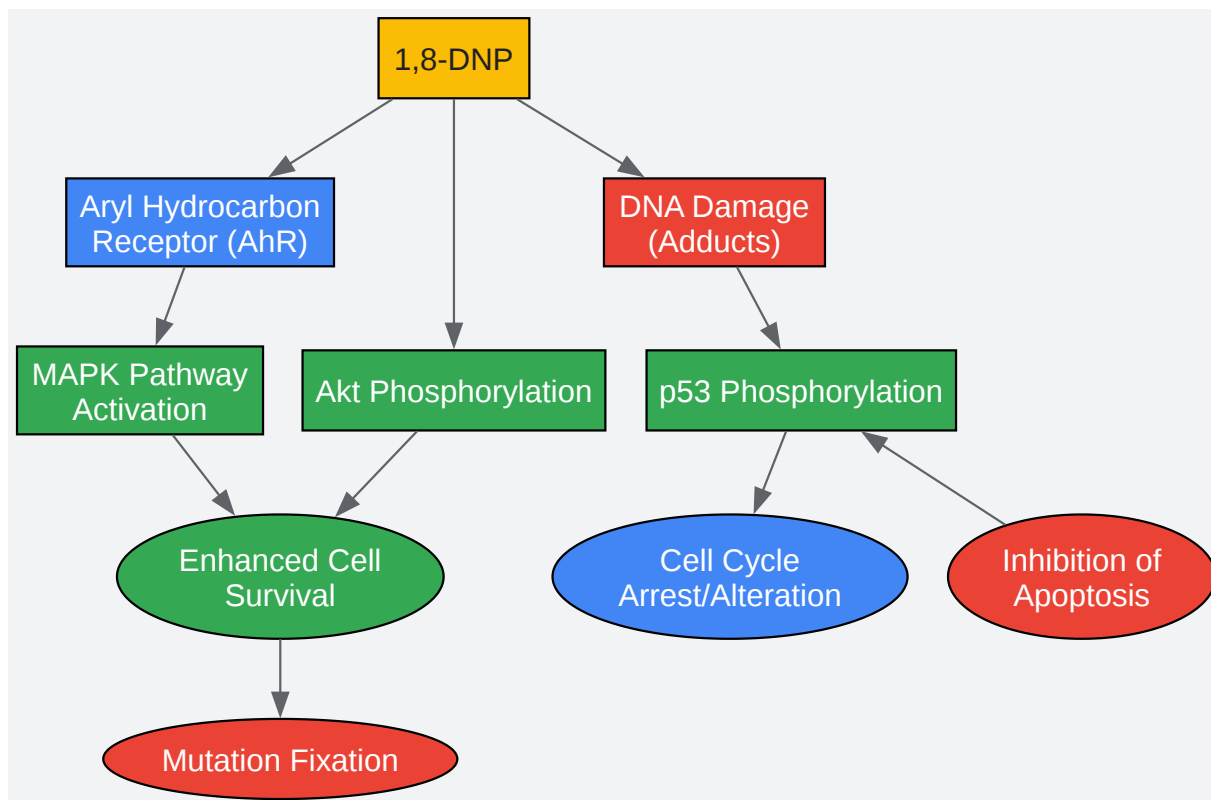 1,8-DNP
Aryl Hydrocarbon
Receptor (AhR)
DNA Damage
(Adducts)
MAPK Pathway
Activation
Akt Phosphorylation
p53 Phosphorylation
Enhanced Cell
Survival
Cell Cycle
Arrest/Alteration
Inhibition of
Apoptosis
Mutation Fixation